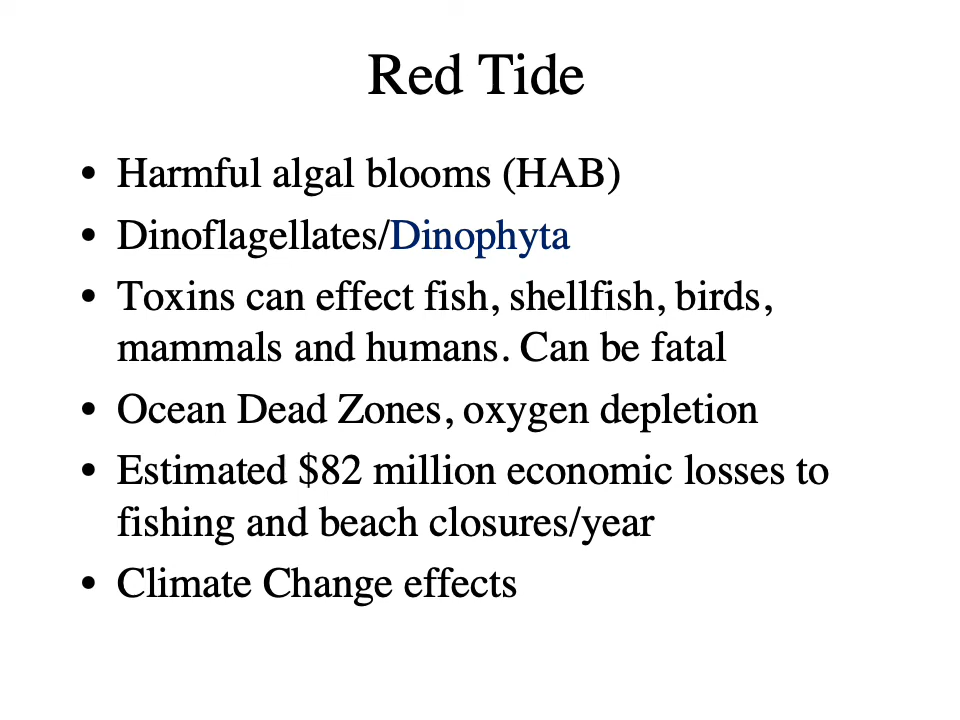 Red Tide
• Harmful algal blooms (HAB)
• Dinoflagellates/Dinophyta
• Toxins can effect fish, shellfish, birds,
mammals and humans. Can be fatal
• Ocean Dead Zones, oxygen depletion
• Estimated $82 million economic losses to
fishing and beach closures/year
• Climate Change effects